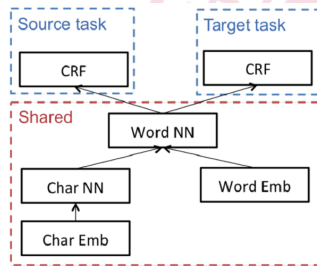 Source task
Target task
CRF
CRF
Shared
Word NN
Char NN
Word Emb
Char Emb